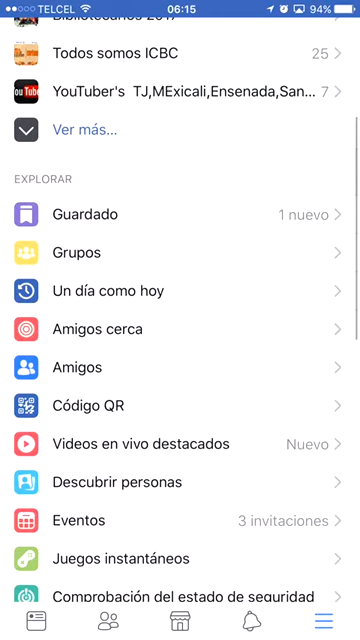 TELCEL 06:15 94%
Bibliotecarios 2017
Todos somos ICBC 25
You Tube YouTuber's TJ,MExicali,Ensenada,San... 7
Ver más...
EXPLORAR
Guardado 1 nuevo
Grupos
Un día como hoy
Amigos cerca
Amigos
Código QR
Videos en vivo destacados Nuevo
Descubrir personas
Eventos 3 invitaciones
Juegos instantáneos
Comprobación del estado de seguridad